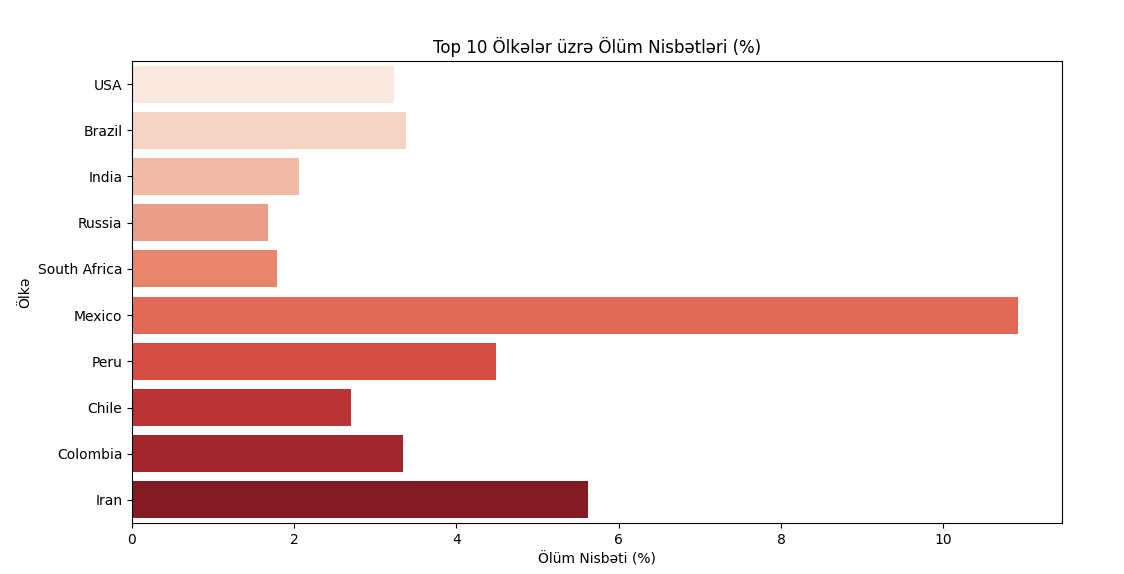 Top 10 Ölkələr üzrə Ölüm Nisbətləri (%)
Ölkə
USA
Brazil
India
Russia
South Africa
Mexico
Peru
Chile
Colombia
Iran
0 2 4 6 8 10
Ölüm Nisbəti (%)